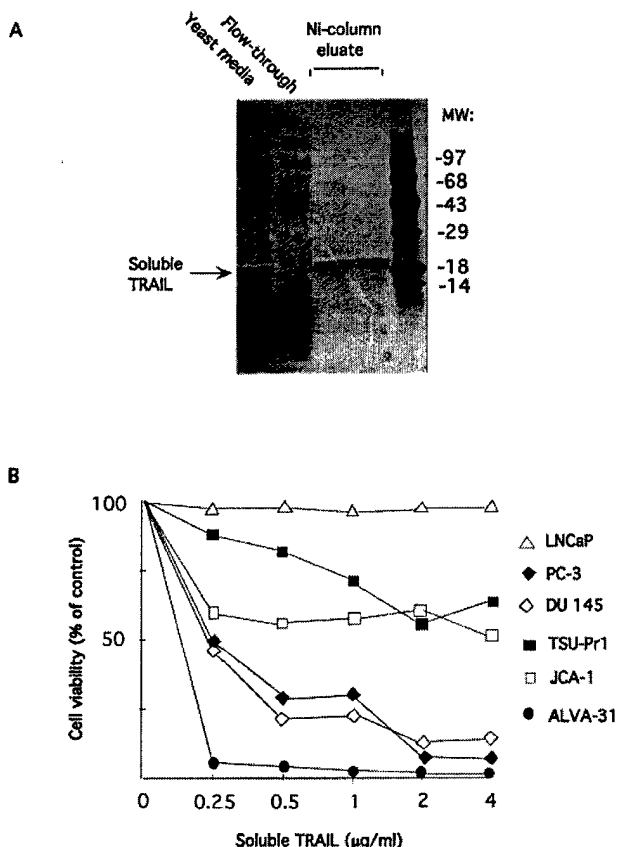 A
Yeast media
Flow-through
Ni-column
eluate
MW:
-97
-68
-43
-29
-18
-14
Soluble
TRAIL
B
Cell viability (% of control)
100
50
0
0.25
0.5
1
2
4
Soluble TRAIL (µg/ml)
LNCaP
PC-3
DU 145
TSU-Pr1
JCA-1
ALVA-31